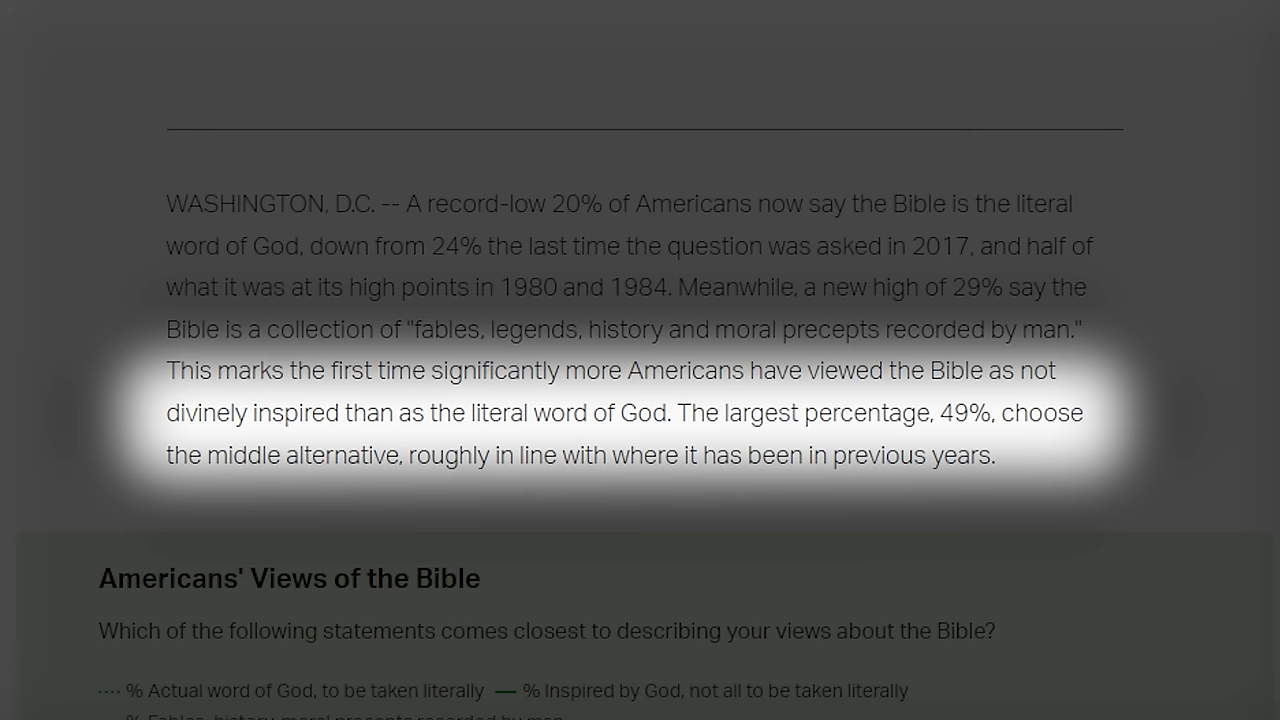 WASHINGTON, D.C. -- A record-low 20% of Americans now say the Bible is the literal
word of God, down from 24% the last time the question was asked in 2017, and half of
what it was at its high points in 1980 and 1984. Meanwhile, a new high of 29% say the
Bible is a collection of "fables, legends, history and moral precepts recorded by man."
This marks the first time significantly more Americans have viewed the Bible as not
divinely inspired than as the literal word of God. The largest percentage, 49%, choose
the middle alternative, roughly in line with where it has been in previous years.
Americans' Views of the Bible
Which of the following statements comes closest to describing your views about the Bible?
% Actual word of God, to be taken literally % Inspired by God, not all to be taken literally
% Fables, history, moral precepts recorded by man